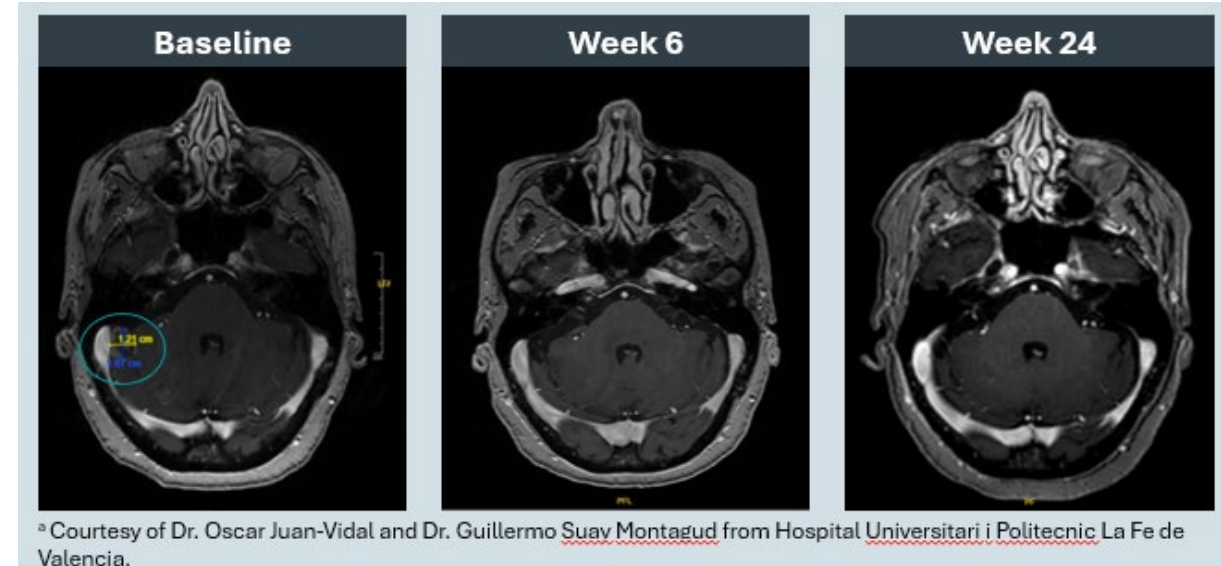 Baseline
Week 6
Week 24
1.21 cm
ª Courtesy of Dr. Oscar Juan-Vidal and Dr. Guillermo Suay Montagud from Hospital Universitari i Politecnic La Fe de
Valencia.